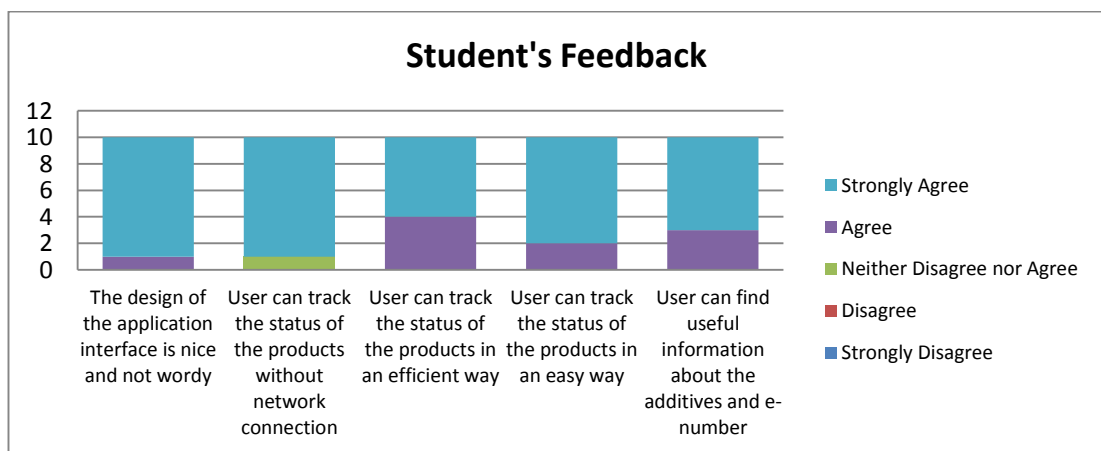 Student's Feedback
12
10
8
6
4
2
0
The design of
the application
interface is nice
and not wordy
User can track
the status of
the products
without
network
connection
User can track
the status of
the products in
an efficient way
User can track
the status of
the products in
an easy way
User can find
useful
information
about the
additives and e-
number
Strongly Agree
Agree
Neither Disagree nor Agree
Disagree
Strongly Disagree